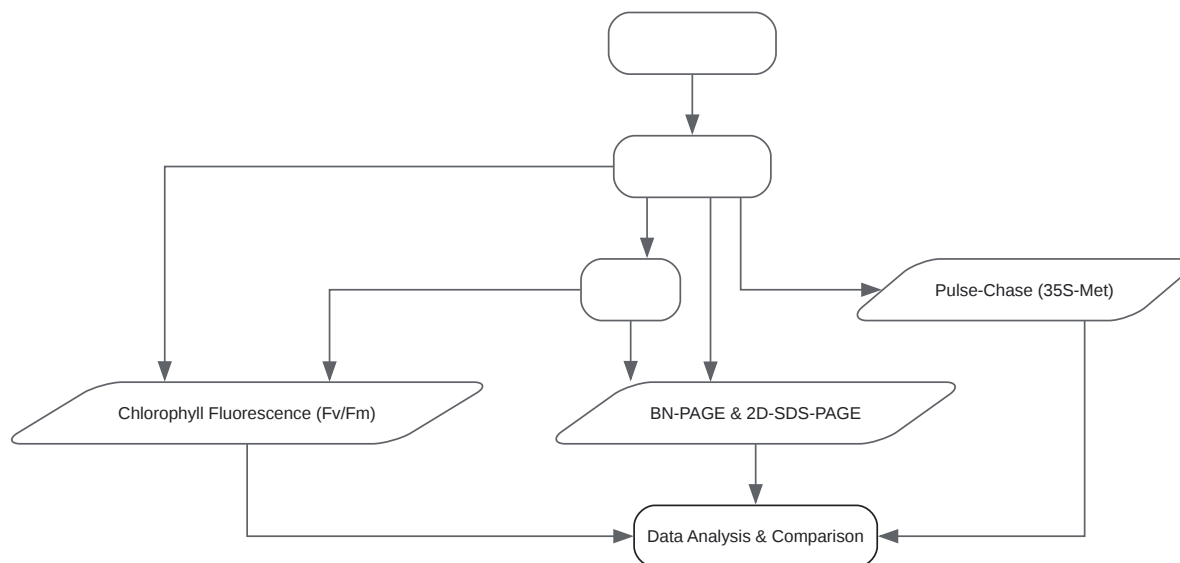 Pulse-Chase (35S-Met)
Chlorophyll Fluorescence (Fv/Fm)
BN-PAGE & 2D-SDS-PAGE
Data Analysis & Comparison